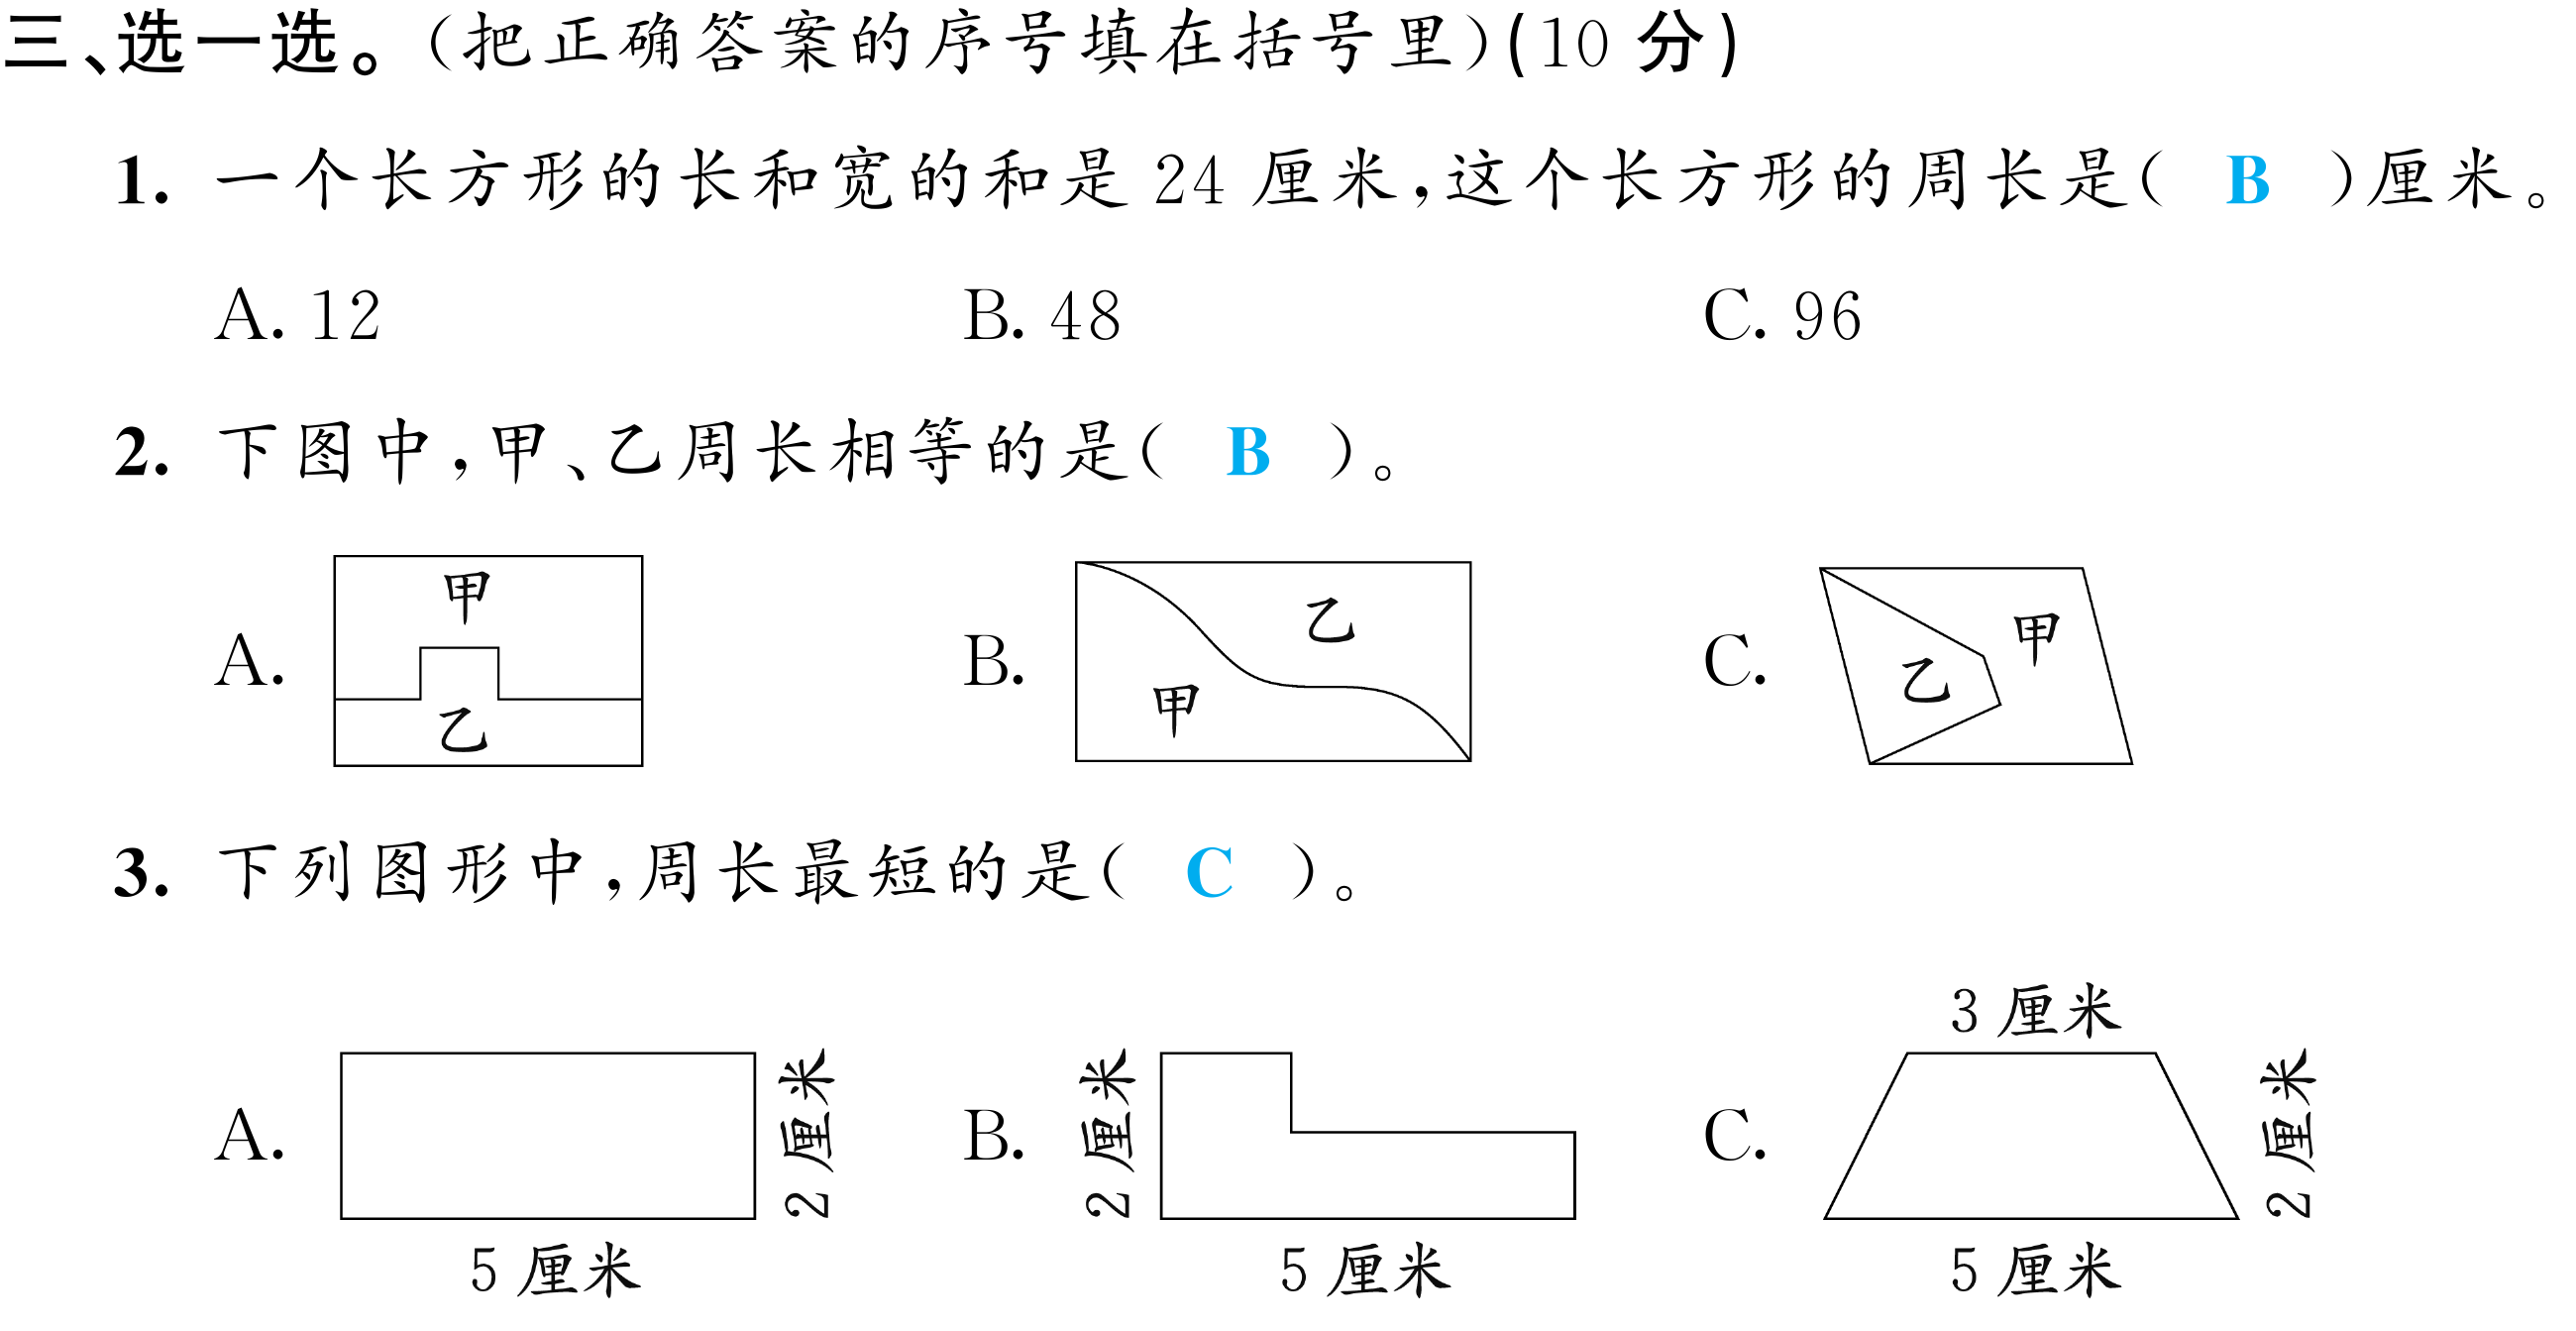 三、选一选。(把正确答案的序号填在括号里)(10 分)
1. 一个长方形的长和宽的和是 24 厘米,这个长方形的周长是( B )厘米。
A. 12 B. 48 C. 96
2. 下图中,甲、乙周长相等的是( B )。
A. 甲 乙 B. 乙 甲 C. 甲 乙
3. 下列图形中,周长最短的是( C )。
A. 2 厘米 5 厘米
B. 2 厘米 5 厘米
C. 3 厘米 2 厘米 5 厘米